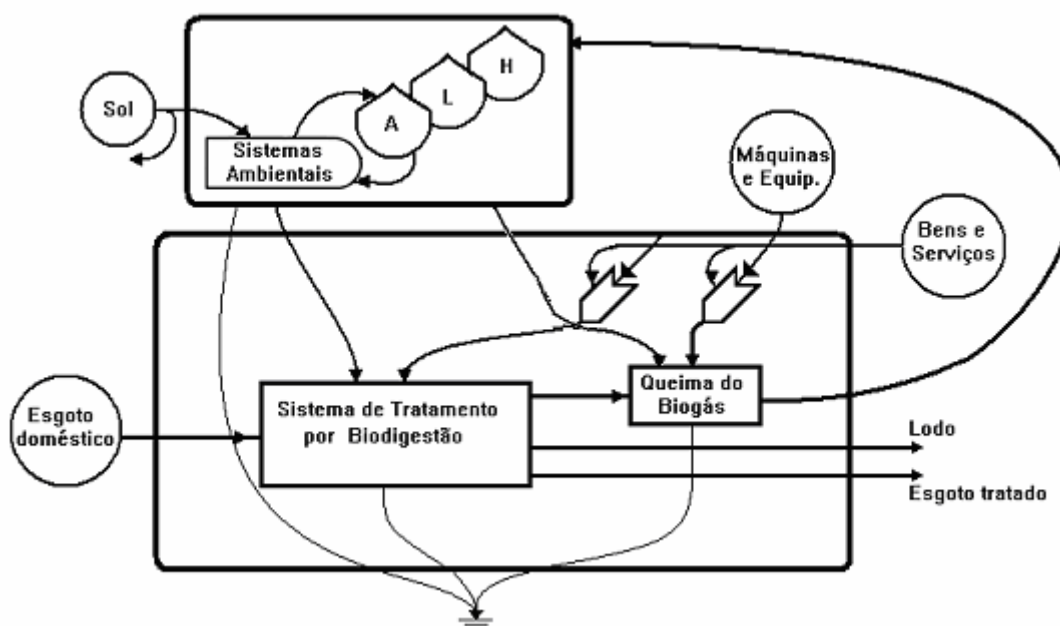 H
L
A
Sol
Sistemas
Ambientais
Máquinas
e Equip.
Bens e
Serviços
Queima do
Biogás
Sistema de Tratamento
por Biodigestão
Esgoto
doméstico
Lodo
Esgoto tratado